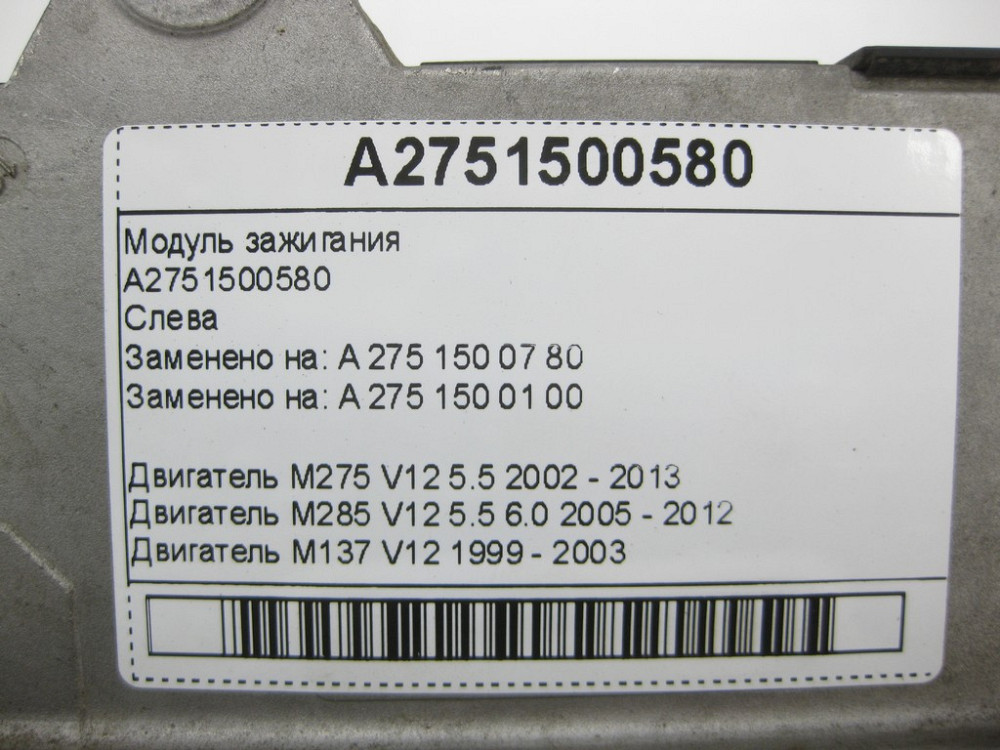 A2751500580
Модуль зажигания
A2751500580
Слева
Заменено на: A 275 150 07 80
Заменено на: A 275 150 01 00
Двигатель M275 V12 5.5 2002 - 2013
Двигатель M285 V12 5.5 6.0 2005 - 2012
Двигатель M137 V12 1999 - 2003